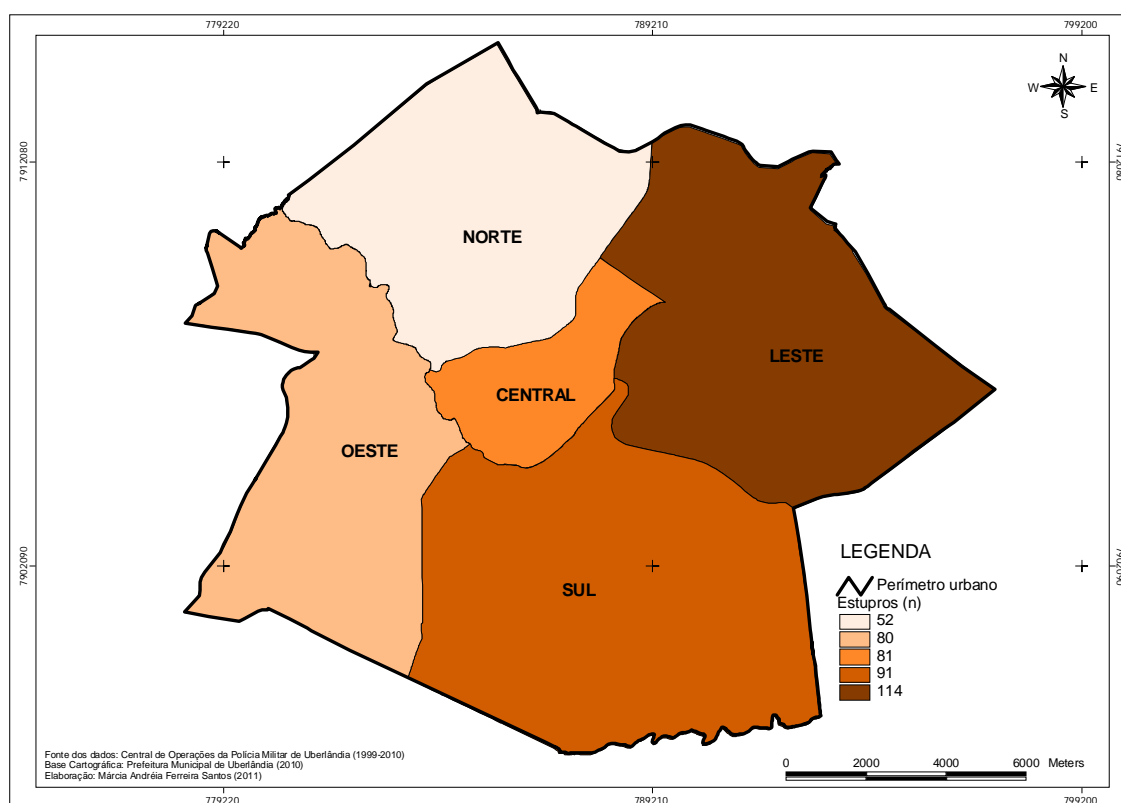 779220
789210
799200
N
W E
S
7912080
7912080
NORTE
LESTE
CENTRAL
OESTE
SUL
7902090
7902090
LEGENDA
Perímetro urbano
Estupros (n)
52
80
81
91
114
Fonte dos dados: Central de Operações da Polícia Militar de Uberlândia (1999-2010)
Base Cartográfica: Prefeitura Municipal de Uberlândia (2010)
Elaboração: Márcia Andréia Ferreira Santos (2011)
0 2000 4000 6000 Meters
779220
789210
799200